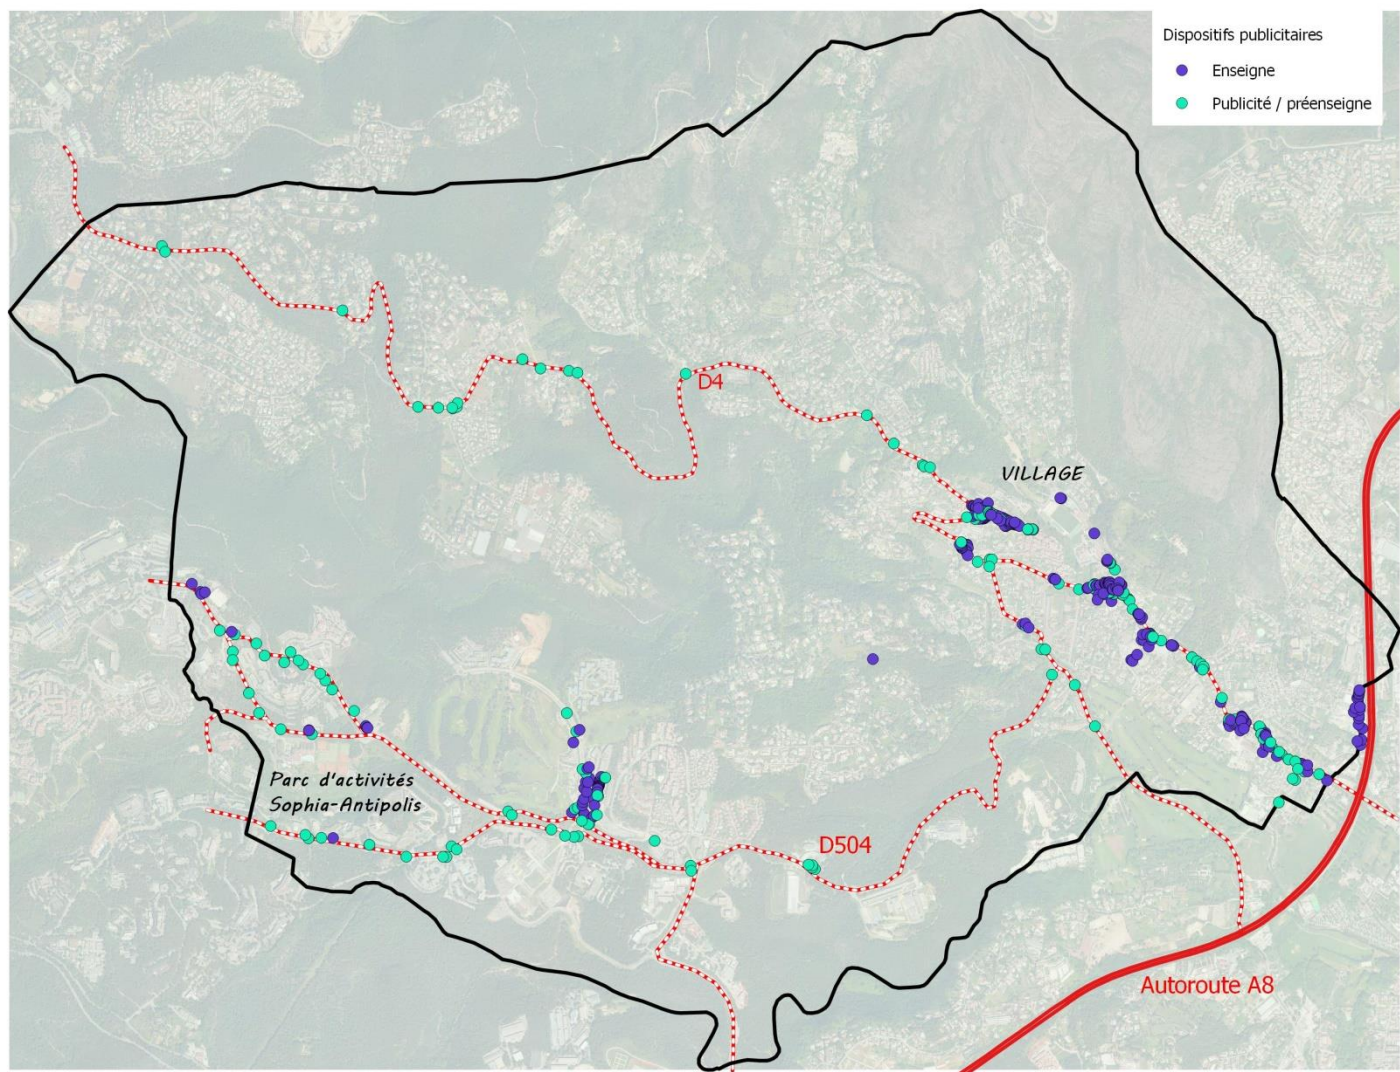 Dispositifs publicitaires
Enseigne
Publicité / préenseigne
D4
VILLAGE
Parc d'activités
Sophia-Antipolis
D504
Autoroute A8